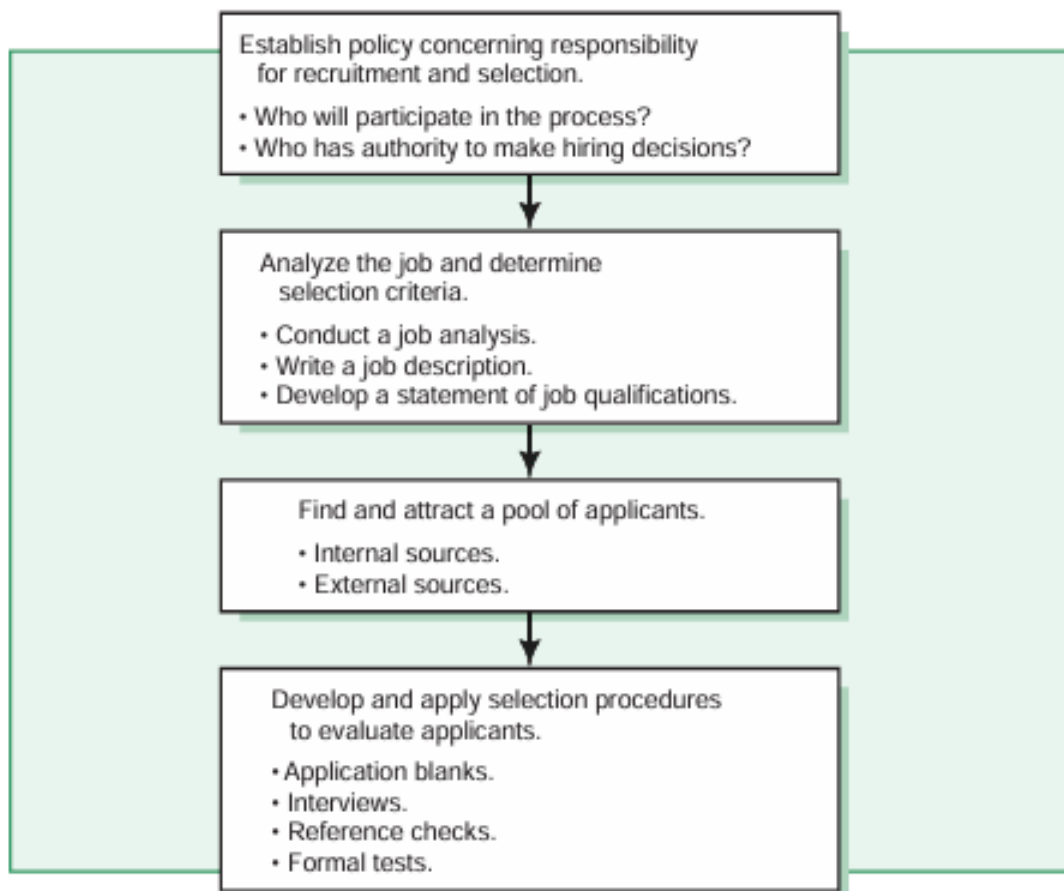 Establish policy concerning responsibility
for recruitment and selection.
• Who will participate in the process?
• Who has authority to make hiring decisions?
Analyze the job and determine
selection criteria.
• Conduct a job analysis.
• Write a job description.
• Develop a statement of job qualifications.
Find and attract a pool of applicants.
• Internal sources.
• External sources.
Develop and apply selection procedures
to evaluate applicants.
• Application blanks.
• Interviews.
• Reference checks.
• Formal tests.